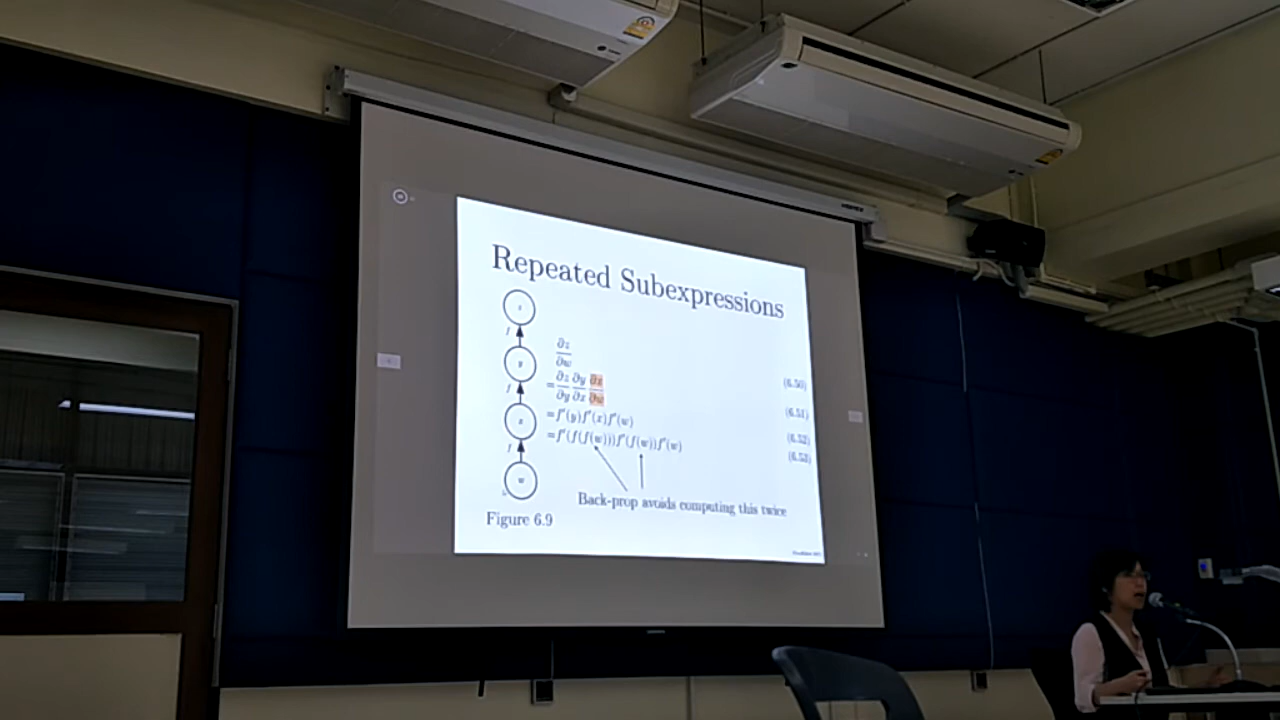 Repeated Subexpressions
z
f
y
f
x
f
w
∂z
∂w
= ∂z ∂y ∂x
∂y ∂x ∂w
(6.50)
= f′(y)f′(x)f′(w)
(6.51)
= f′(f(f(w)))f′(f(w))f′(w)
(6.52)
(6.53)
Back-prop avoids computing this twice
Figure 6.9